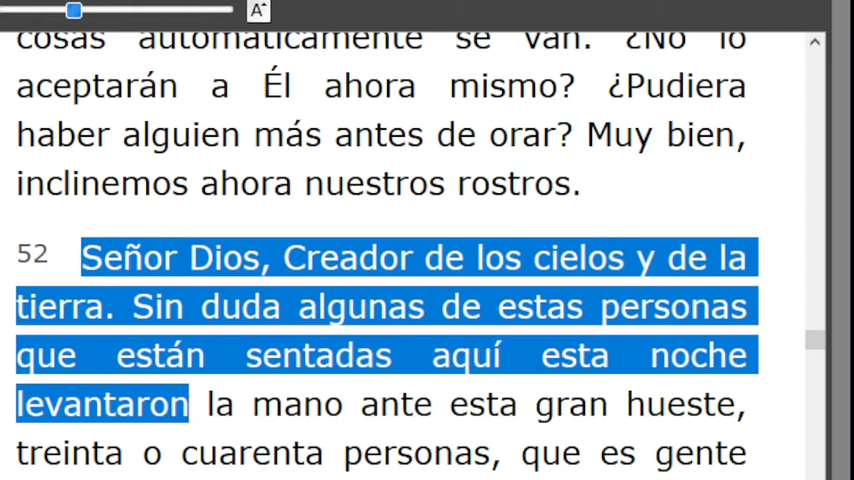 A
cosas automáticamente se van. ¿No lo
aceptarán a Él ahora mismo? ¿Pudiera
haber alguien más antes de orar? Muy bien,
inclinemos ahora nuestros rostros.
52 Señor Dios, Creador de los cielos y de la
tierra. Sin duda algunas de estas personas
que están sentadas aquí esta noche
levantaron la mano ante esta gran hueste,
treinta o cuarenta personas, que es gente